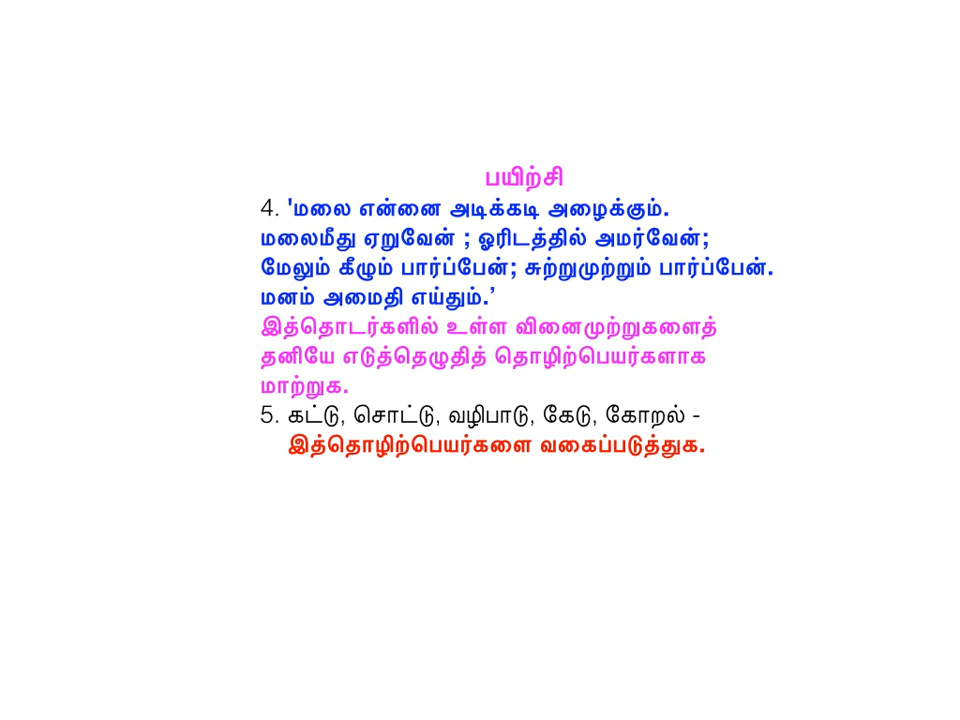 பயிற்சி
4. 'மலை என்னை அடிக்கடி அழைக்கும்.
மலைமீது ஏறுவேன் ; ஓரிடத்தில் அமர்வேன்;
மேலும் கீழும் பார்ப்பேன்; சுற்றுமுற்றும் பார்ப்பேன்.
மனம் அமைதி எய்தும்.’
இத்தொடர்களில் உள்ள வினைமுற்றுகளைத்
தனியே எடுத்தெழுதித் தொழிற்பெயர்களாக
மாற்றுக.
5. கட்டு, சொட்டு, வழிபாடு, கேடு, கோறல் -
இத்தொழிற்பெயர்களை வகைப்படுத்துக.